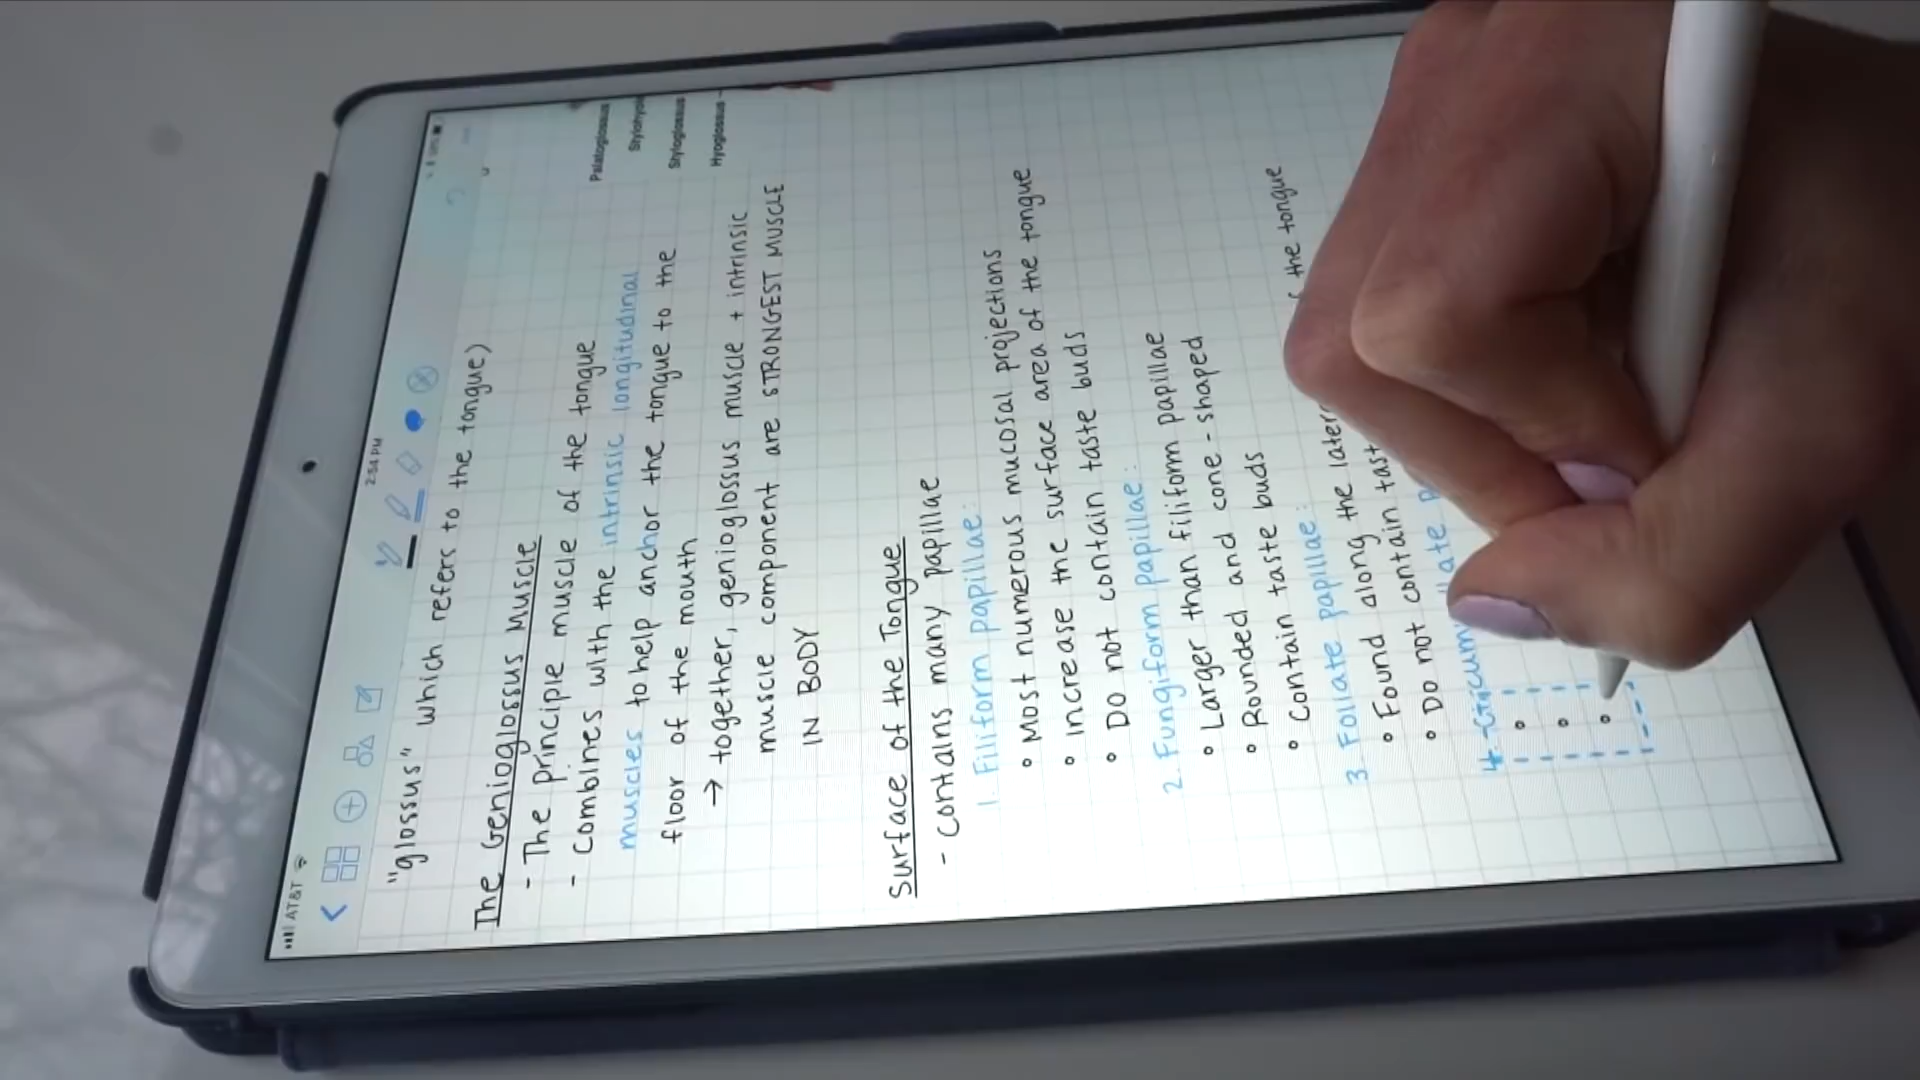 AT&T
2:54 PM
"glossus" which refers to the tongue)
Palatoglossus
Styloglossus
Hyoglossus
The Genioglossus Muscle
- The principle muscle of the tongue
- Combines with the intrinsic longitudinal
muscles to help anchor the tongue to the
floor of the mouth
→ together, genioglossus muscle + intrinsic
muscle component are STRONGEST MUSCLE
IN BODY
Surface of the Tongue
- Contains many papillae
1. Filiform papillae:
• Most numerous mucosal projections
• Increase the surface area of the tongue
• Do not contain taste buds
2. Fungiform papillae:
• Larger than filiform papillae
• Rounded and cone-shaped
• Contain taste buds
3. Foliate papillae:
• Found along the the tongue
• Do not contain
4.